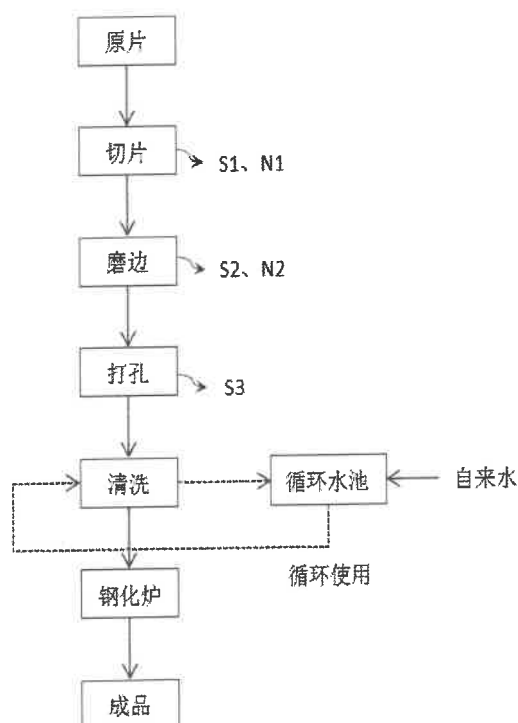 原片
切片
S1、N1
磨边
S2、N2
打孔
S3
清洗
循环水池
自来水
循环使用
钢化炉
成品